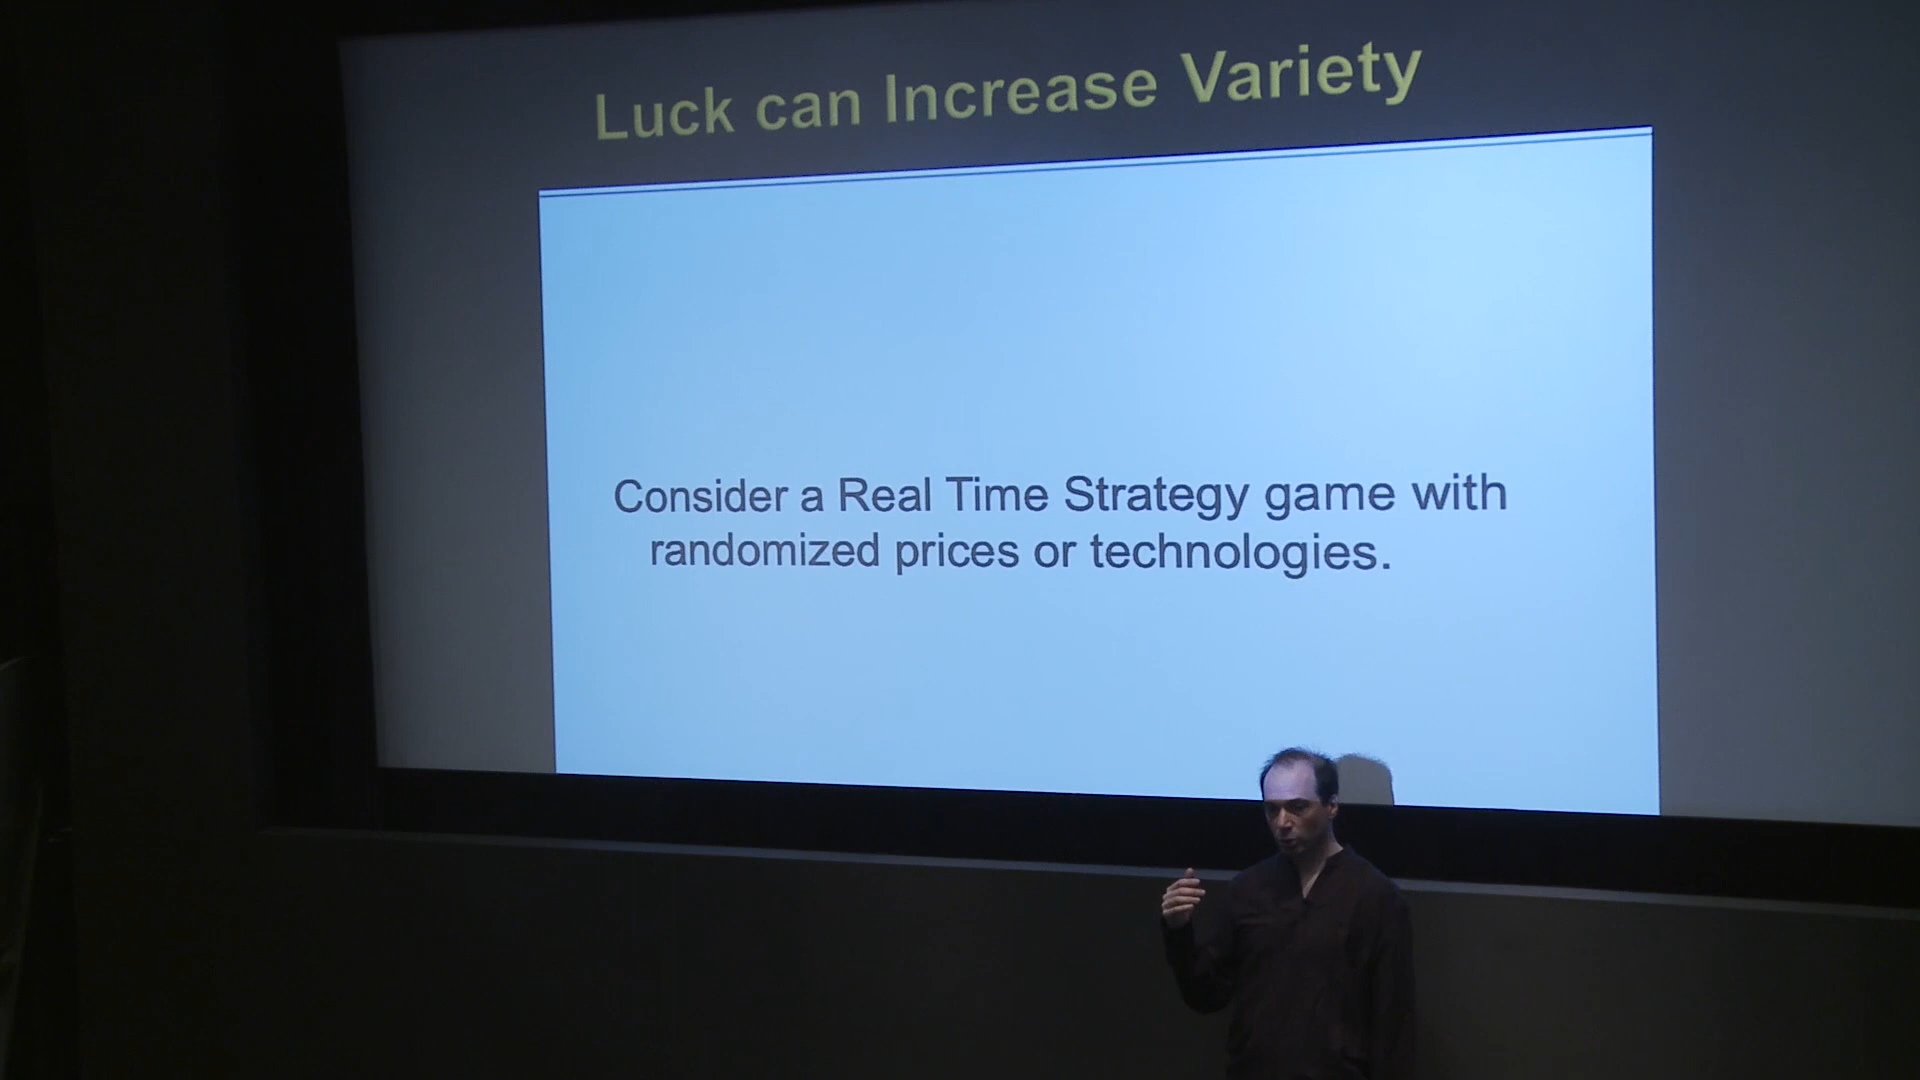 Luck can Increase Variety
Consider a Real Time Strategy game with
randomized prices or technologies.